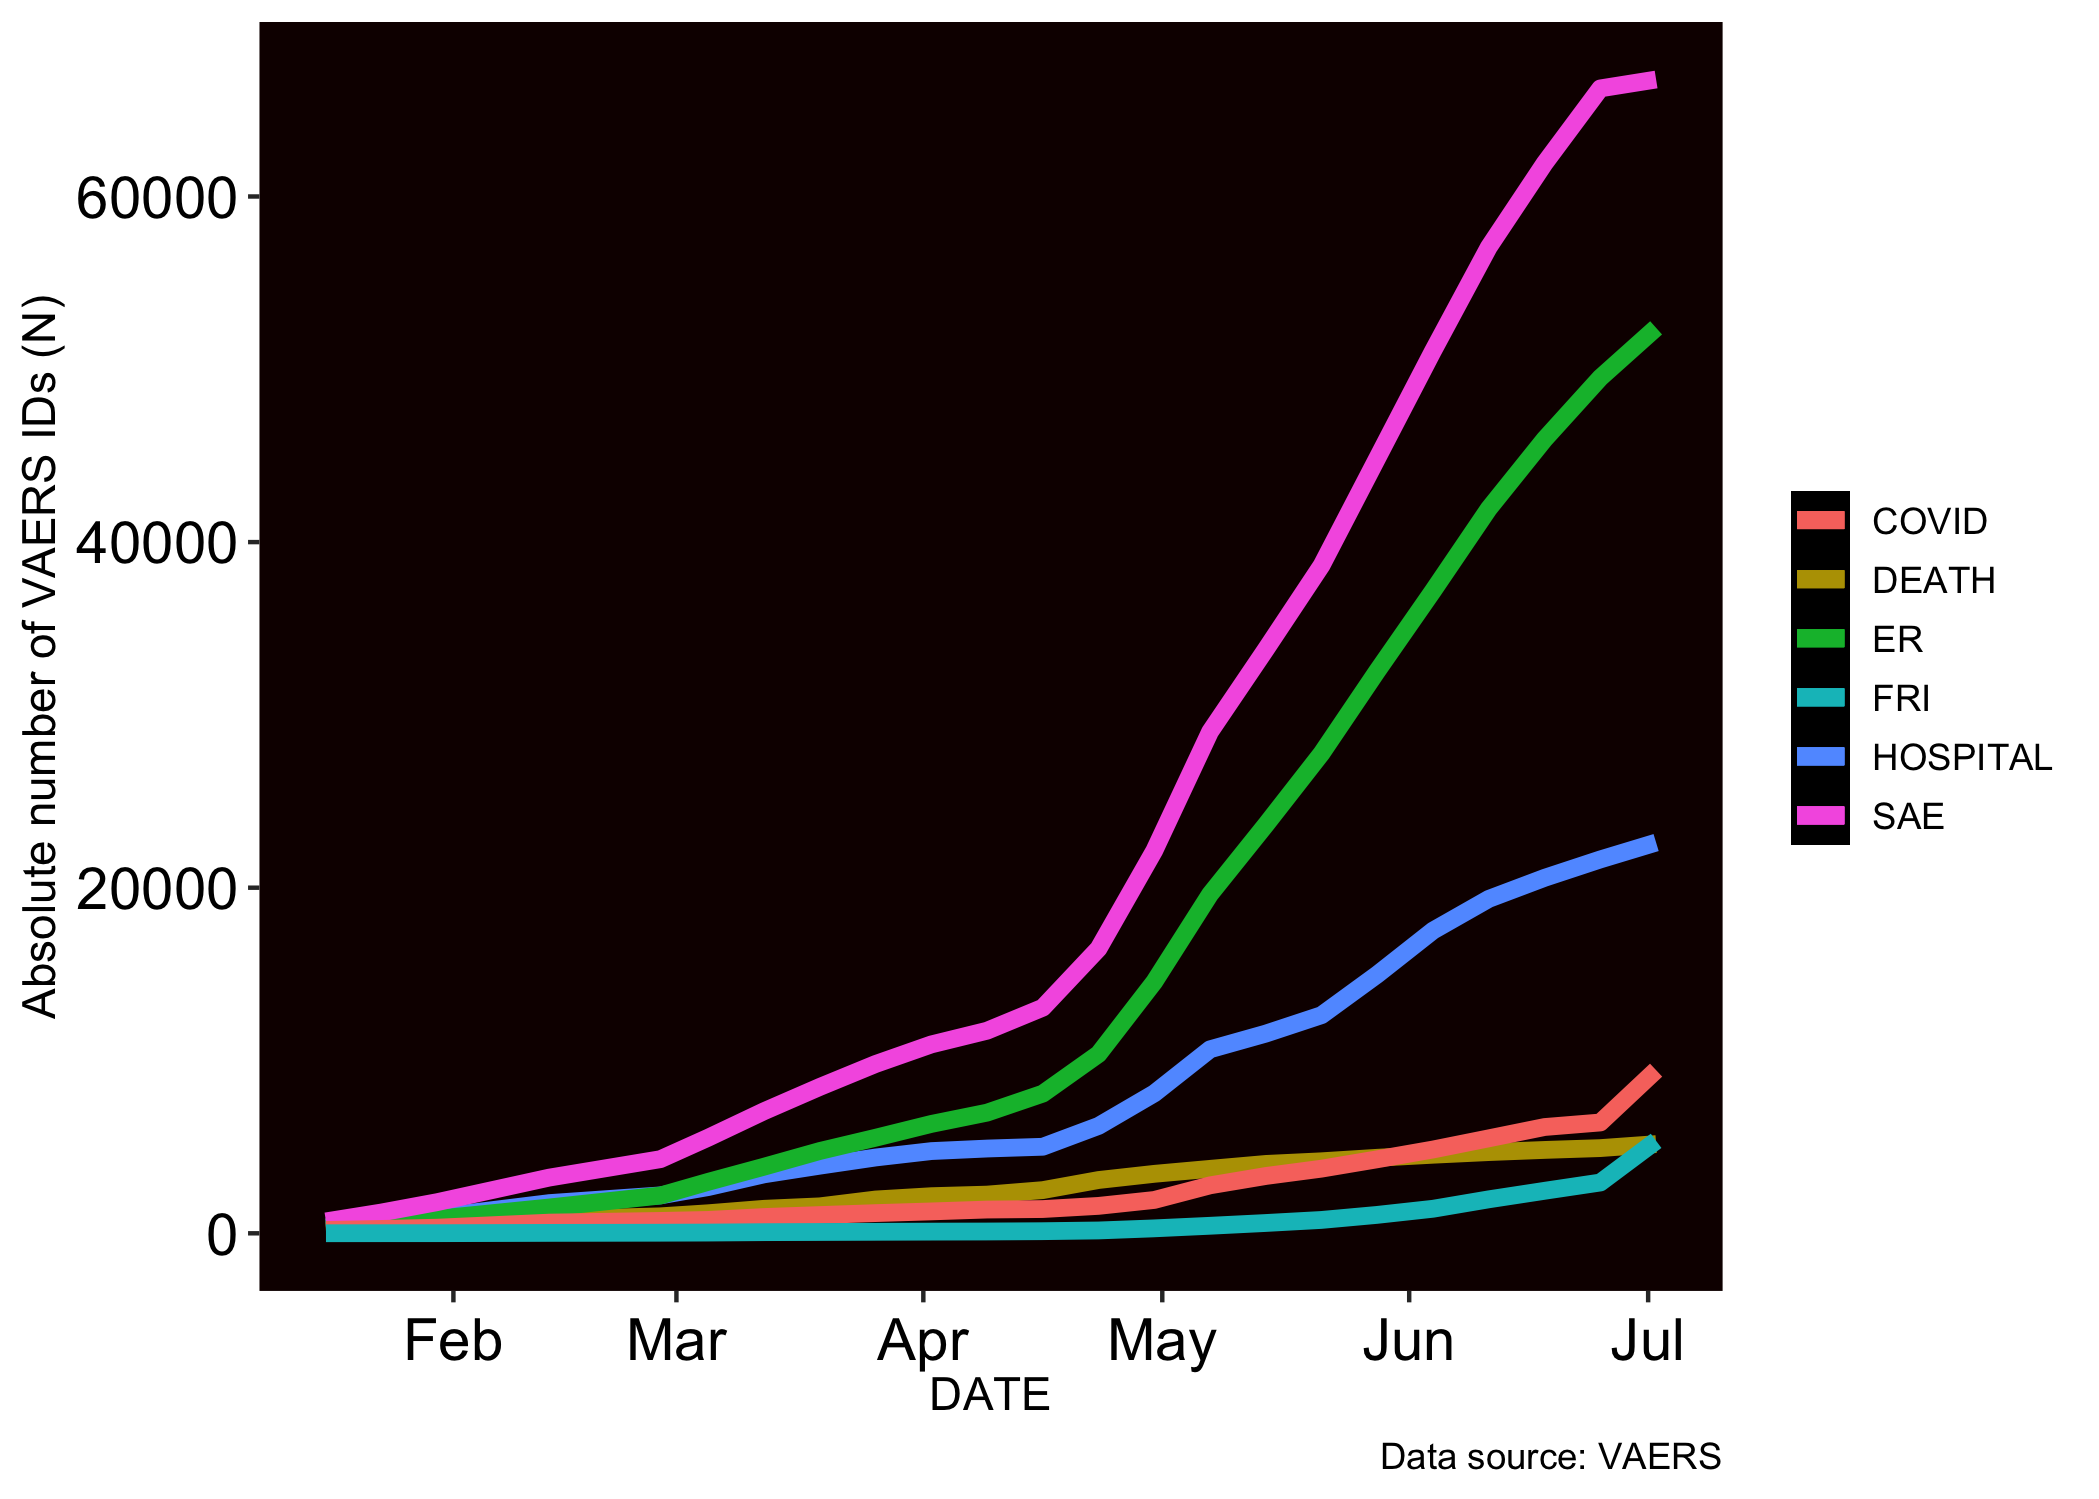 Absolute number of VAERS IDs (N)
60000
40000
20000
0
Feb Mar Apr May Jun Jul
DATE
COVID
DEATH
ER
FRI
HOSPITAL
SAE
Data source: VAERS